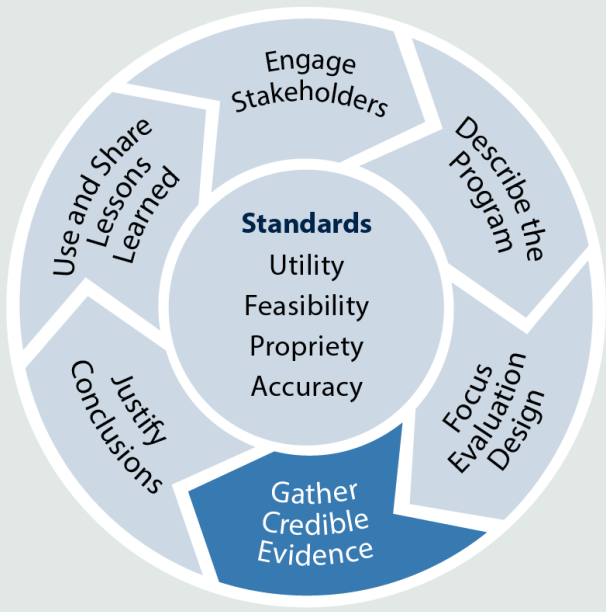 Engage
Stakeholders
Describe the
Program
Focus
Evaluation
Design
Gather
Credible
Evidence
Justify
Conclusions
Use and Share
Lessons
Learned
Standards
Utility
Feasibility
Propriety
Accuracy